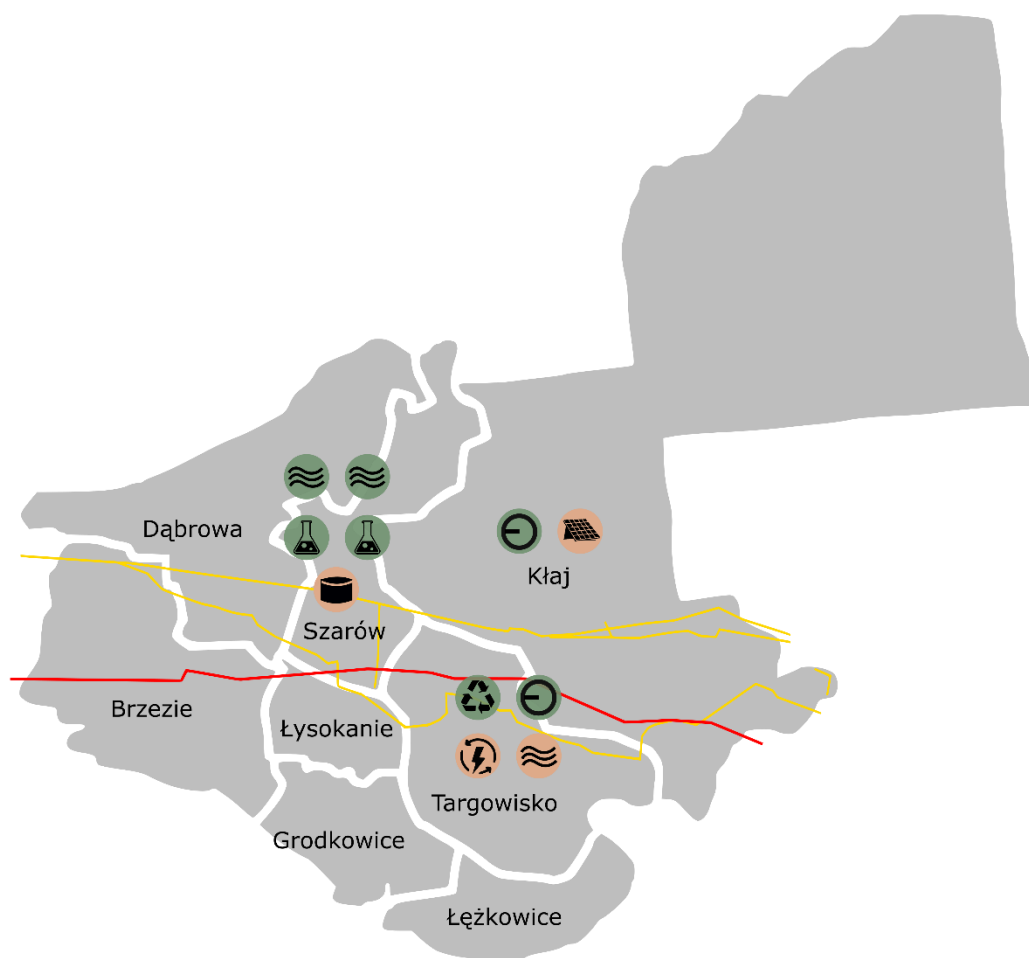 Dąbrowa
Kłaj
Szarów
Brzezie
Łysokanie
Targowisko
Grodkowice
Łężkowice